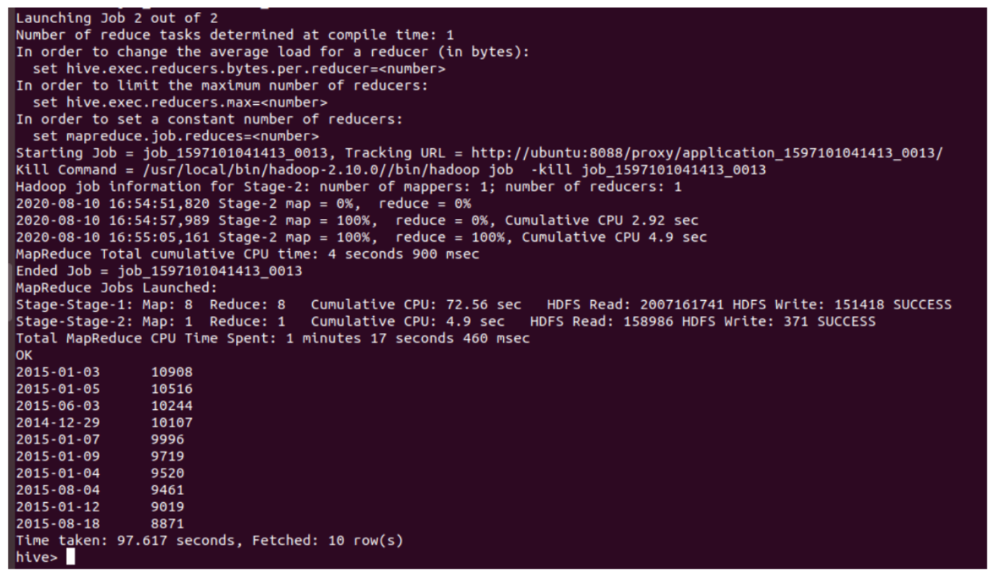 Launching Job 2 out of 2
Number of reduce tasks determined at compile time: 1
In order to change the average load for a reducer (in bytes):
  set hive.exec.reducers.bytes.per.reducer=<number>
In order to limit the maximum number of reducers:
  set hive.exec.reducers.max=<number>
In order to set a constant number of reducers:
  set mapreduce.job.reduces=<number>
Starting Job = job_1597101041413_0013, Tracking URL = http://ubuntu:8088/proxy/application_1597101041413_0013/
Kill Command = /usr/local/bin/hadoop-2.10.0//bin/hadoop job  -kill job_1597101041413_0013
Hadoop job information for Stage-2: number of mappers: 1; number of reducers: 1
2020-08-10 16:54:51,820 Stage-2 map = 0%,  reduce = 0%
2020-08-10 16:54:57,989 Stage-2 map = 100%,  reduce = 0%, Cumulative CPU 2.92 sec
2020-08-10 16:55:05,161 Stage-2 map = 100%,  reduce = 100%, Cumulative CPU 4.9 sec
MapReduce Total cumulative CPU time: 4 seconds 900 msec
Ended Job = job_1597101041413_0013
MapReduce Jobs Launched:
Stage-Stage-1: Map: 8  Reduce: 8   Cumulative CPU: 72.56 sec   HDFS Read: 2007161741 HDFS Write: 151418 SUCCESS
Stage-Stage-2: Map: 1  Reduce: 1   Cumulative CPU: 4.9 sec   HDFS Read: 158986 HDFS Write: 371 SUCCESS
Total MapReduce CPU Time Spent: 1 minutes 17 seconds 460 msec
OK
2015-01-03	10908
2015-01-05	10516
2015-06-03	10244
2014-12-29	10107
2015-01-07	9996
2015-01-09	9719
2015-01-04	9520
2015-08-04	9461
2015-01-12	9019
2015-08-18	8871
Time taken: 97.617 seconds, Fetched: 10 row(s)
hive>